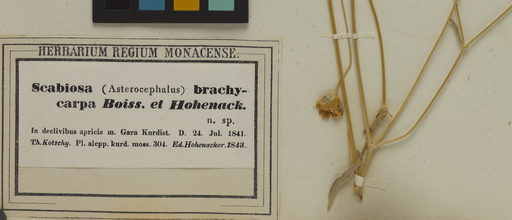 HERBARIUM REGIUM MONACENSE.
Scabiosa (Asterocephalus) brachy-
carpa Boiss. et Hohenack.
n. sp.
In declivibus apricis m. Gara Kurdist. D. 24. Jul. 1841.
Th. Kotschy. Pl. alepp. kurd. moss. 304. Ed. Hohenacker. 1843.